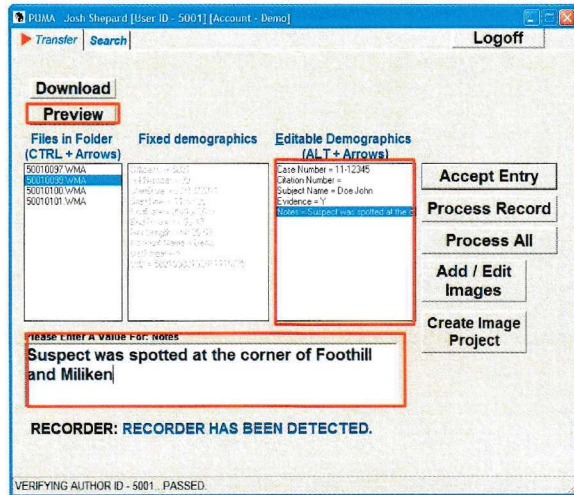 PUMA Josh Shepard [User ID - 5001] [Account - Demo]
Transfer Search Logoff
Download
Preview
Files in Folder
(CTRL + Arrows)
50010097.WMA
50010099.WMA
50010100.WMA
50010101.WMA
Fixed demographics
Editable Demographics
(ALT + Arrows)
Case Number = 11-12345
Citation Number =
Subject Name = Doe John
Evidence = Y
Notes = Suspect was spotted at the
Accept Entry
Process Record
Process All
Add / Edit
Images
Create Image
Project
Please Enter A Value For: Notes
Suspect was spotted at the corner of Foothill
and Miliken
RECORDER: RECORDER HAS BEEN DETECTED.
VERIFYING AUTHOR ID - 5001.. PASSED.